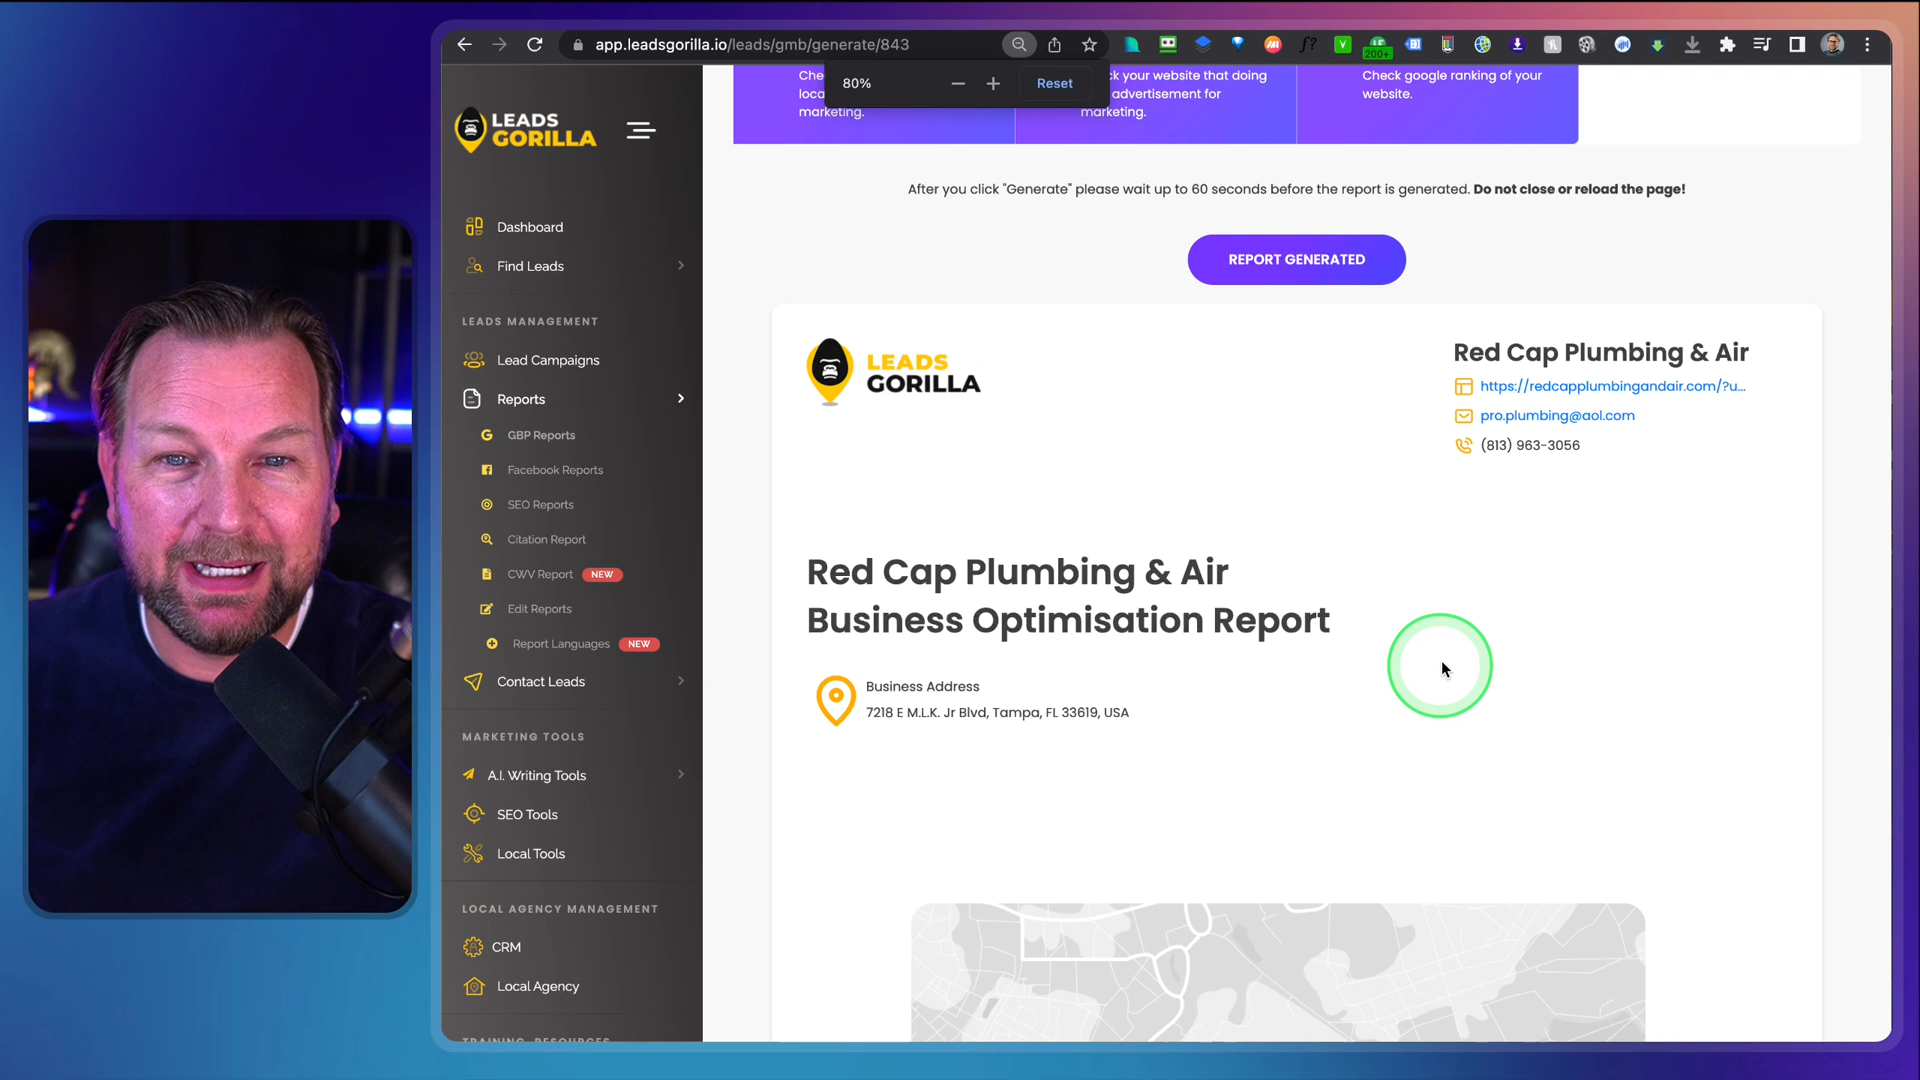 app.leadsgorilla.io/leads/gmb/generate/843
200+
80%
Reset
LEADS
GORILLA
Dashboard
Find Leads
LEADS MANAGEMENT
Lead Campaigns
Reports
GBP Reports
Facebook Reports
SEO Reports
Citation Report
CWV Report NEW
Edit Reports
Report Languages NEW
Contact Leads
MARKETING TOOLS
A.I. Writing Tools
SEO Tools
Local Tools
LOCAL AGENCY MANAGEMENT
CRM
Local Agency
TRAINING, RESOURCES
marketing.
your website that doing
advertisement for
marketing.
Check google ranking of your
website.
After you click "Generate" please wait up to 60 seconds before the report is generated. Do not close or reload the page!
REPORT GENERATED
LEADS
GORILLA
Red Cap Plumbing & Air
https://redcapplumbingandair.com/?u...
pro.plumbing@aol.com
(813) 963-3056
Red Cap Plumbing & Air
Business Optimisation Report
Business Address
7218 E M.L.K. Jr Blvd, Tampa, FL 33619, USA